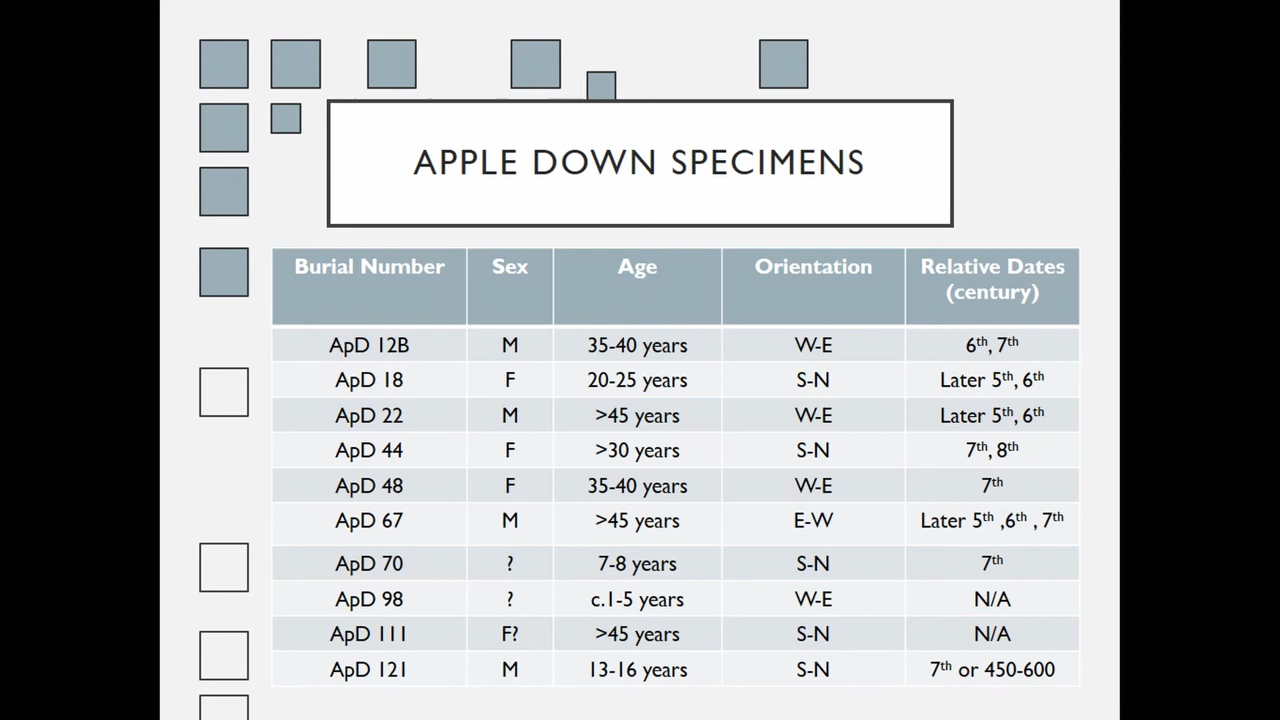 APPLE DOWN SPECIMENS
Burial Number Sex Age Orientation Relative Dates (century)
ApD 12B M 35-40 years W-E 6th, 7th
ApD 18 F 20-25 years S-N Later 5th, 6th
ApD 22 M >45 years W-E Later 5th, 6th
ApD 44 F >30 years S-N 7th, 8th
ApD 48 F 35-40 years W-E 7th
ApD 67 M >45 years E-W Later 5th ,6th , 7th
ApD 70 ? 7-8 years S-N 7th
ApD 98 ? c.1-5 years W-E N/A
ApD 111 F? >45 years S-N N/A
ApD 121 M 13-16 years S-N 7th or 450-600